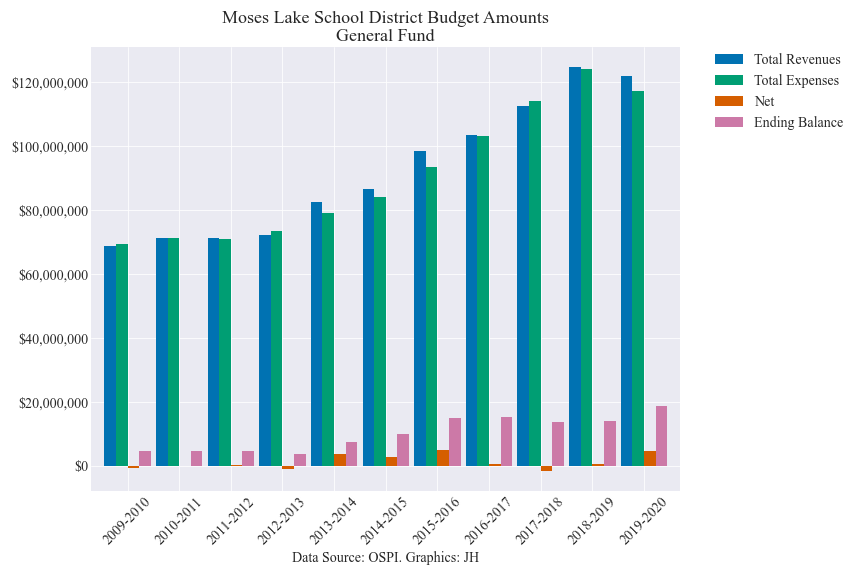 Moses Lake School District Budget Amounts
General Fund
Total Revenues
Total Expenses
Net
Ending Balance
$120,000,000
$100,000,000
$80,000,000
$60,000,000
$40,000,000
$20,000,000
$0
2009-2010
2010-2011
2011-2012
2012-2013
2013-2014
2014-2015
2015-2016
2016-2017
2017-2018
2018-2019
2019-2020
Data Source: OSPI. Graphics: JH